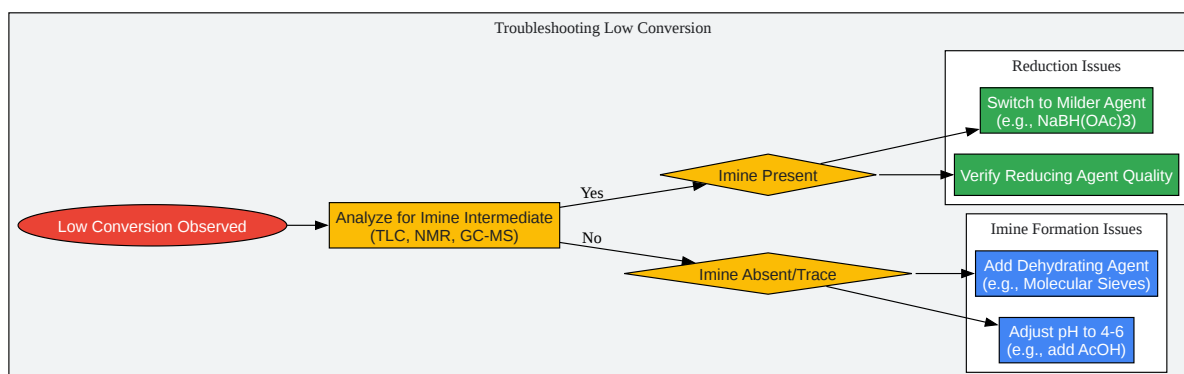 Troubleshooting Low Conversion
Low Conversion Observed
Analyze for Imine Intermediate
(TLC, NMR, GC-MS)
Yes
No
Imine Present
Imine Absent/Trace
Reduction Issues
Switch to Milder Agent
(e.g., NaBH(OAc)3)
Verify Reducing Agent Quality
Imine Formation Issues
Add Dehydrating Agent
(e.g., Molecular Sieves)
Adjust pH to 4-6
(e.g., add AcOH)